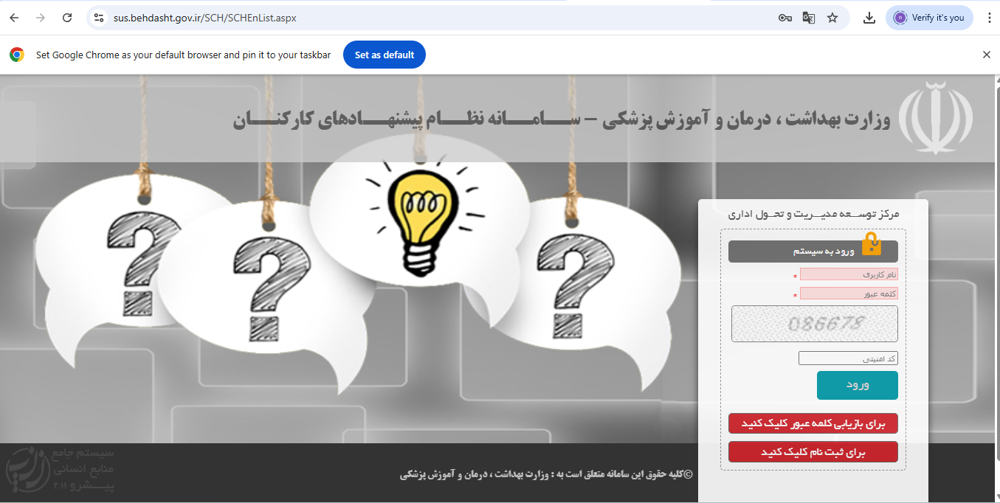 sus.behdasht.gov.ir/SCH/SCHEnList.aspx
Verify it's you
Set Google Chrome as your default browser and pin it to your taskbar
Set as default
وزارت بهداشت ، درمان و آموزش پزشکی - ســـامـــانه نظـــام پیشنهـــادهای کارکنـــان
مرکز توســعه مدیــریت و تحــول اداری
ورود به سیستم
نام کاربری *
کلمه عبور *
086678
کد امنیتی
ورود
برای بازیابی کلمه عبور کلیک کنید
برای ثبت نام کلیک کنید
©کلیه حقوق این سامانه متعلق است به : وزارت بهداشت ، درمان و آموزش پزشکی
سیستم جامع
منابع انسانی
پیـــشرو ۲.۱۱